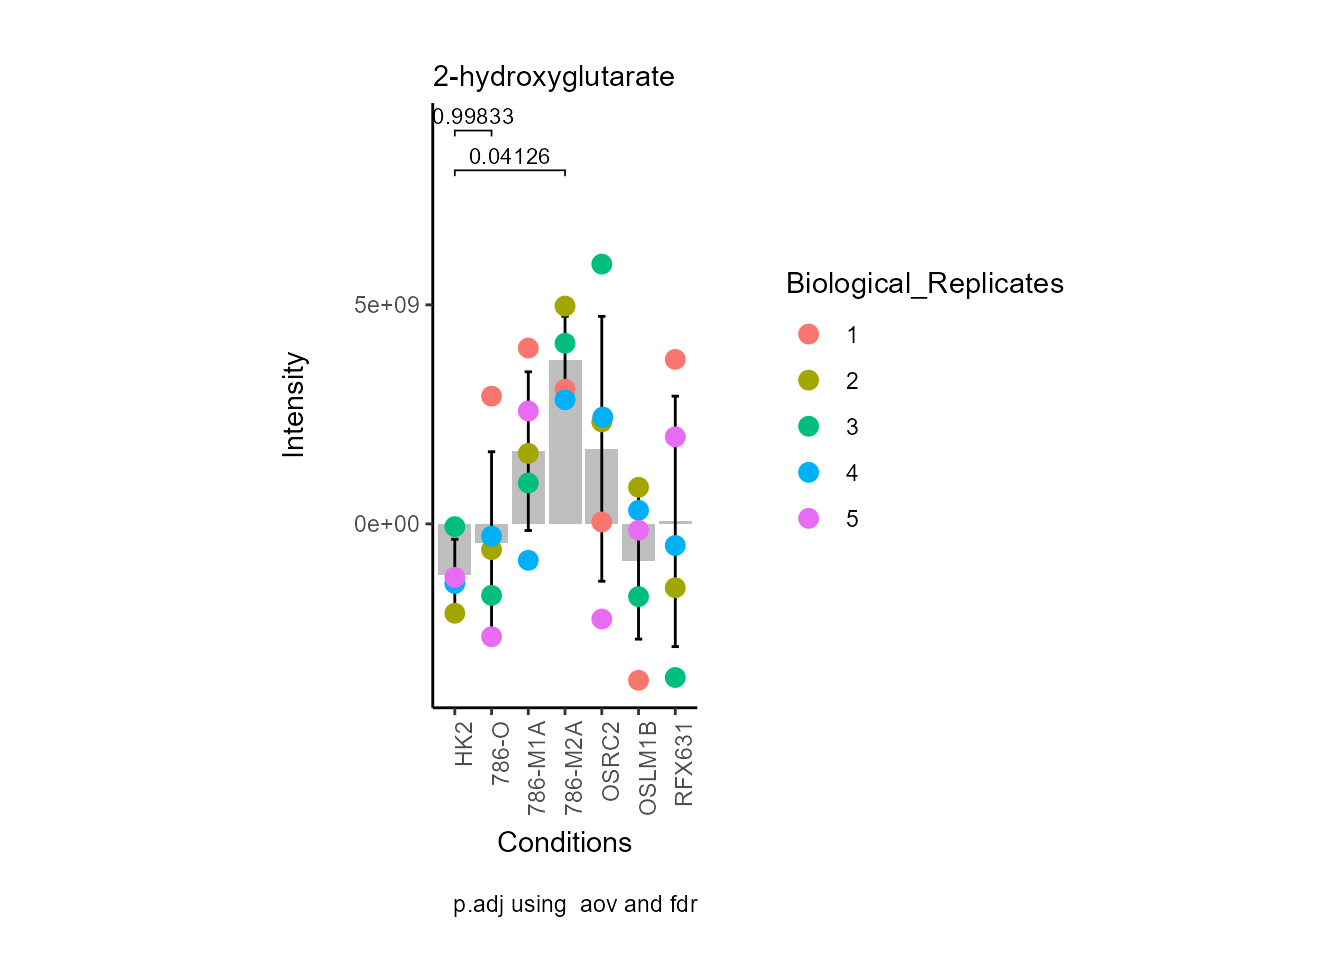 2-hydroxyglutarate
0.99833
0.04126
5e+09
0e+00
Intensity
HK2
786-O
786-M1A
786-M2A
OSRC2
OSLM1B
RFX631
Conditions
p.adj using  aov and fdr
Biological_Replicates
1
2
3
4
5